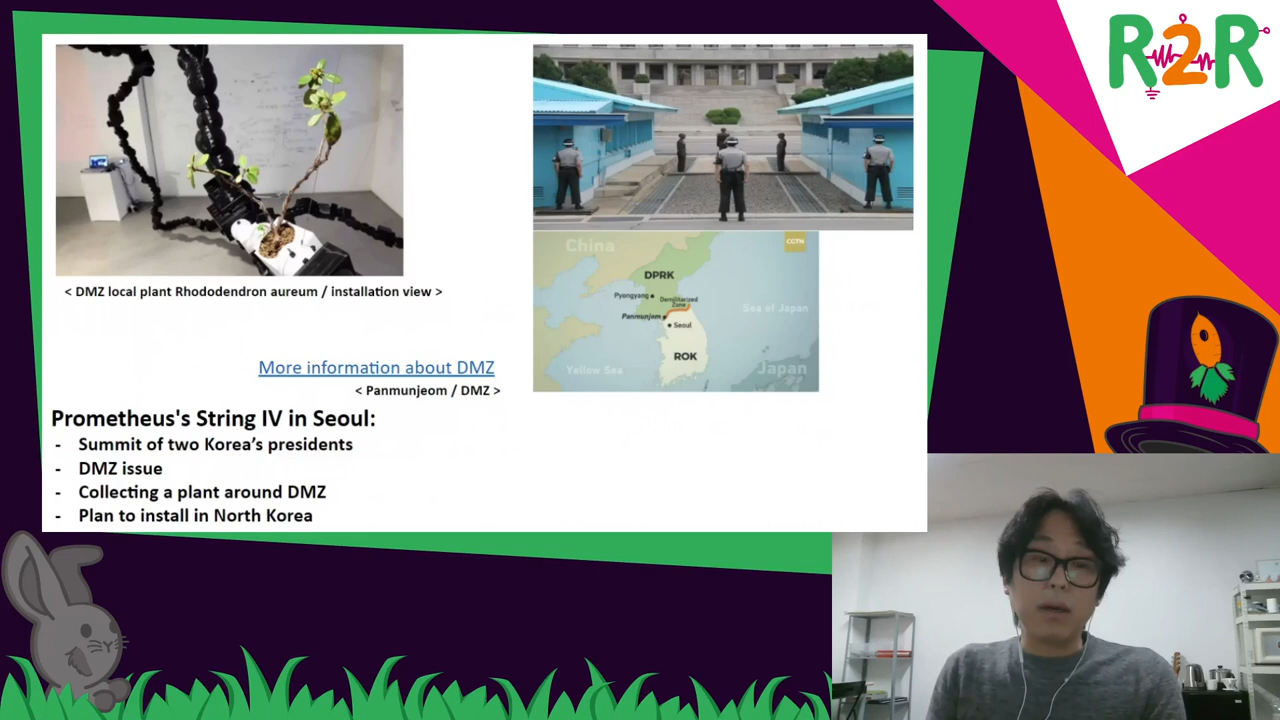 R2R
CGTN
China
DPRK
Pyongyang
Demilitarized
Zone
Panmunjom
Sea of Japan
Seoul
ROK
Yellow Sea
Japan
< DMZ local plant Rhododendron aureum / installation view >
More information about DMZ
< Panmunjeom / DMZ >
Prometheus's String IV in Seoul:
- Summit of two Korea’s presidents
- DMZ issue
- Collecting a plant around DMZ
- Plan to install in North Korea